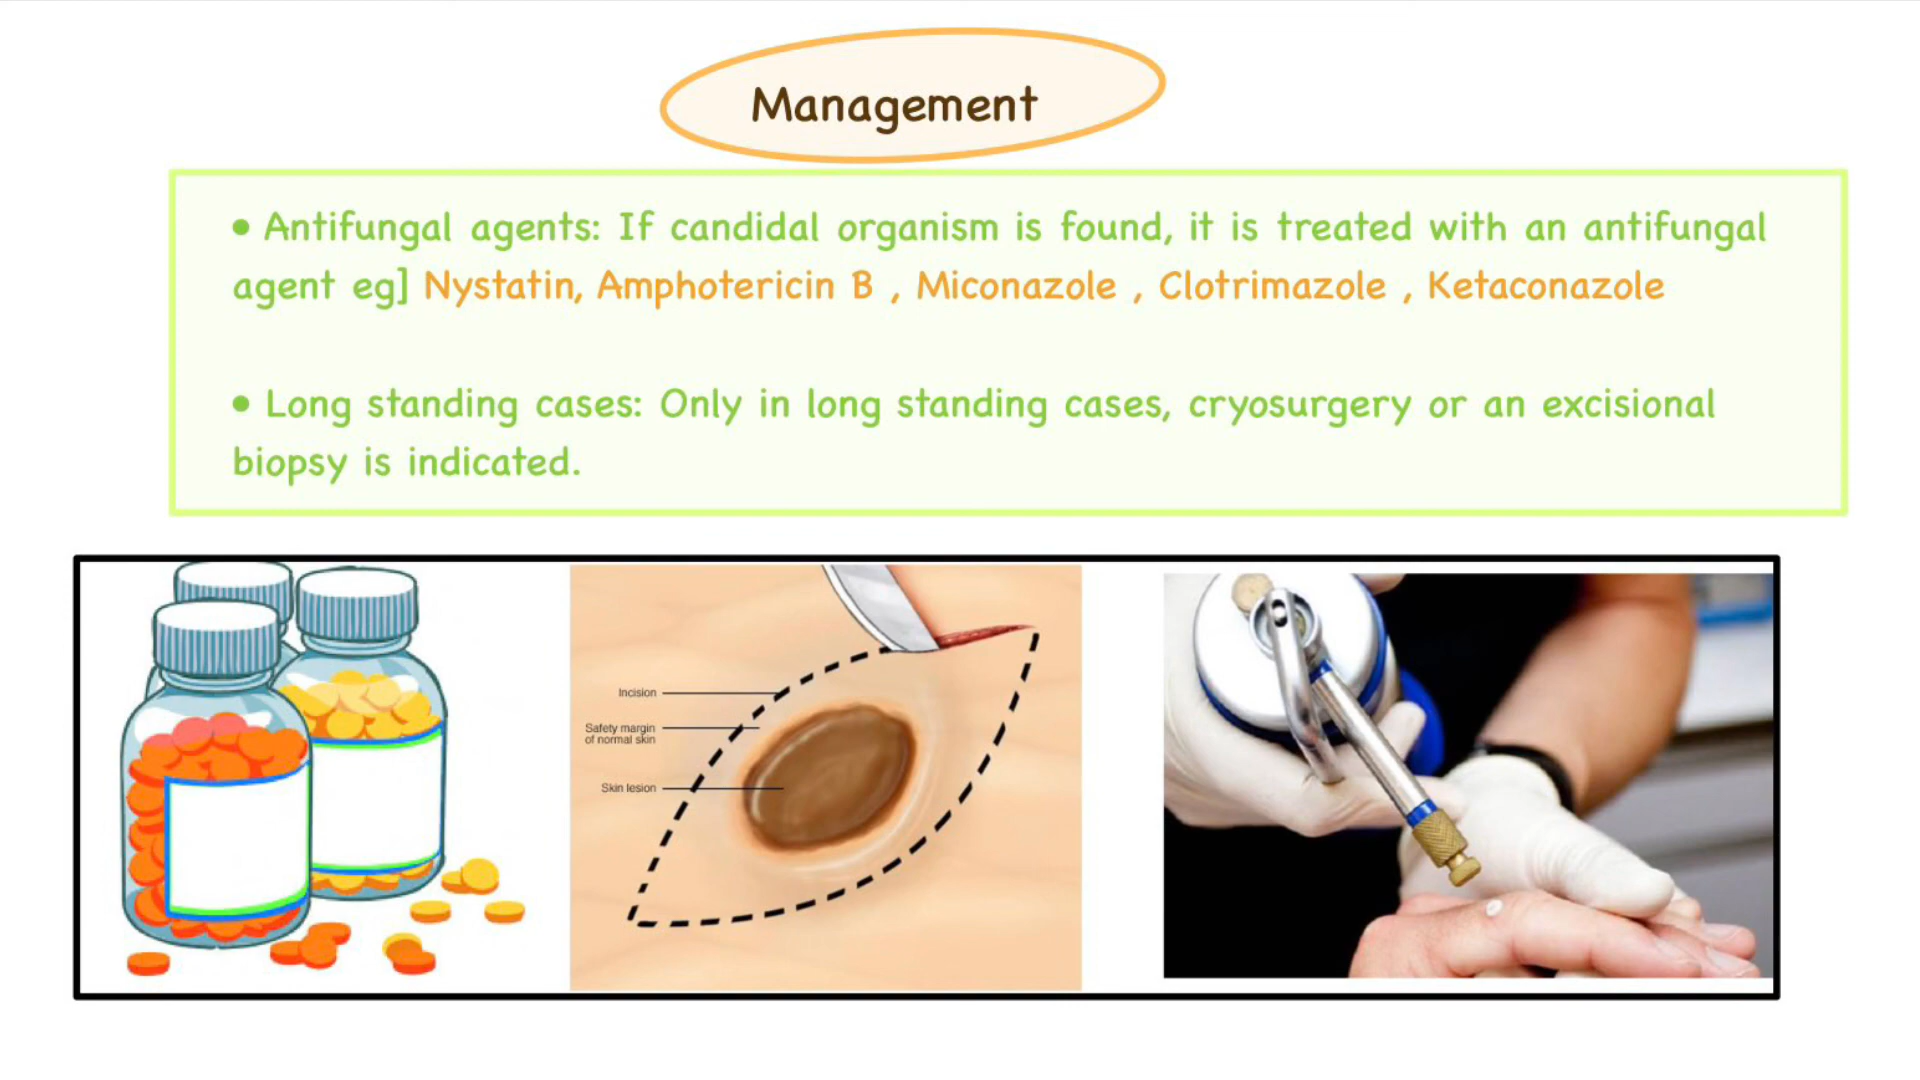 Management
• Antifungal agents: If candidal organism is found, it is treated with an antifungal
agent eg] Nystatin, Amphotericin B , Miconazole , Clotrimazole , Ketaconazole
• Long standing cases: Only in long standing cases, cryosurgery or an excisional
biopsy is indicated.
Incision
Safety margin
of normal skin
Skin lesion